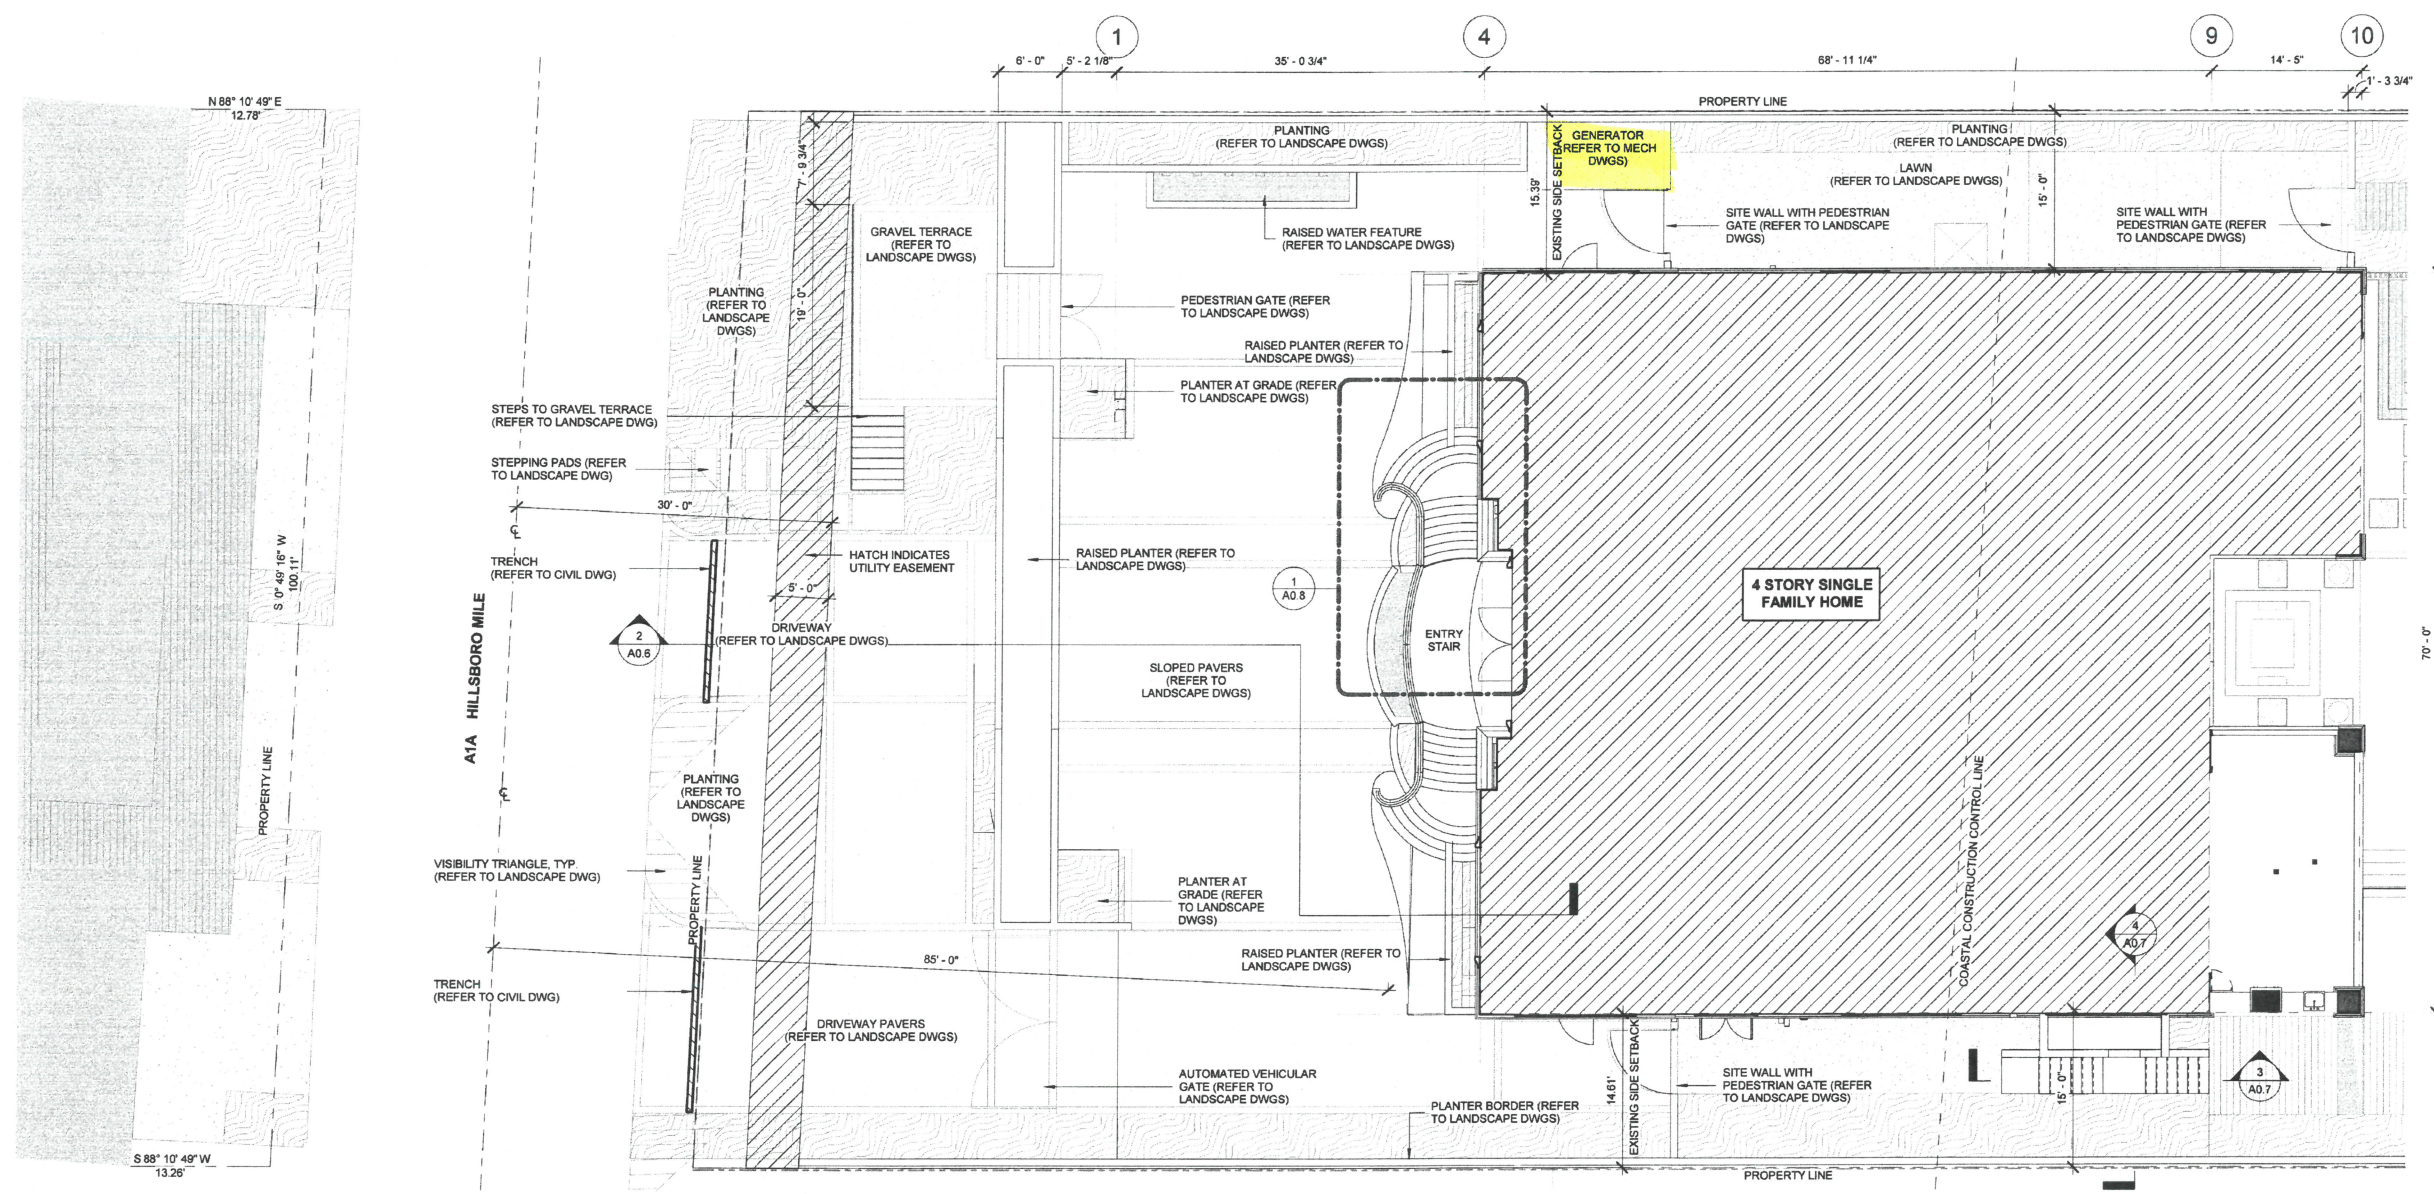 1
4
9
10
6' - 0"
5' - 2 1/8"
35' - 0 3/4"
68' - 11 1/4"
14' - 5"
1' - 3 3/4"
N 88° 10' 49" E
12.78'
PROPERTY LINE
PLANTING
(REFER TO LANDSCAPE DWGS)
GENERATOR
(REFER TO MECH
DWGS)
PLANTING
(REFER TO LANDSCAPE DWGS)
LAWN
(REFER TO LANDSCAPE DWGS)
7' - 9 3/4"
15.39'
EXISTING SIDE SETBACK
15' - 0"
GRAVEL TERRACE
(REFER TO
LANDSCAPE DWGS)
RAISED WATER FEATURE
(REFER TO LANDSCAPE DWGS)
SITE WALL WITH PEDESTRIAN
GATE (REFER TO LANDSCAPE
DWGS)
SITE WALL WITH
PEDESTRIAN GATE (REFER
TO LANDSCAPE DWGS)
PLANTING
(REFER TO
LANDSCAPE
DWGS)
19' - 0"
PEDESTRIAN GATE (REFER
TO LANDSCAPE DWGS)
RAISED PLANTER (REFER TO
LANDSCAPE DWGS)
PLANTER AT GRADE (REFER
TO LANDSCAPE DWGS)
STEPS TO GRAVEL TERRACE
(REFER TO LANDSCAPE DWG)
STEPPING PADS (REFER
TO LANDSCAPE DWG)
30' - 0"
TRENCH
(REFER TO CIVIL DWG)
HATCH INDICATES
UTILITY EASEMENT
RAISED PLANTER (REFER TO
LANDSCAPE DWGS)
5' - 0"
1
A0.8
4 STORY SINGLE
FAMILY HOME
S 0° 49' 16" W
100.11'
2
A0.6
DRIVEWAY
(REFER TO LANDSCAPE DWGS)
ENTRY
STAIR
70' - 0"
A1A HILLSBORO MILE
SLOPED PAVERS
(REFER TO
LANDSCAPE DWGS)
PROPERTY LINE
PLANTING
(REFER TO
LANDSCAPE
DWGS)
COASTAL CONSTRUCTION CONTROL LINE
VISIBILITY TRIANGLE, TYP.
(REFER TO LANDSCAPE DWG)
PROPERTY LINE
PLANTER AT
GRADE (REFER
TO LANDSCAPE
DWGS)
4
A0.7
85' - 0"
RAISED PLANTER (REFER TO
LANDSCAPE DWGS)
TRENCH
(REFER TO CIVIL DWG)
DRIVEWAY PAVERS
(REFER TO LANDSCAPE DWGS)
AUTOMATED VEHICULAR
GATE (REFER TO
LANDSCAPE DWGS)
14.61'
EXISTING SIDE SETBACK
SITE WALL WITH
PEDESTRIAN GATE (REFER
TO LANDSCAPE DWGS)
15' - 0"
3
A0.7
PLANTER BORDER (REFER
TO LANDSCAPE DWGS)
S 88° 10' 49" W
13.26'
PROPERTY LINE